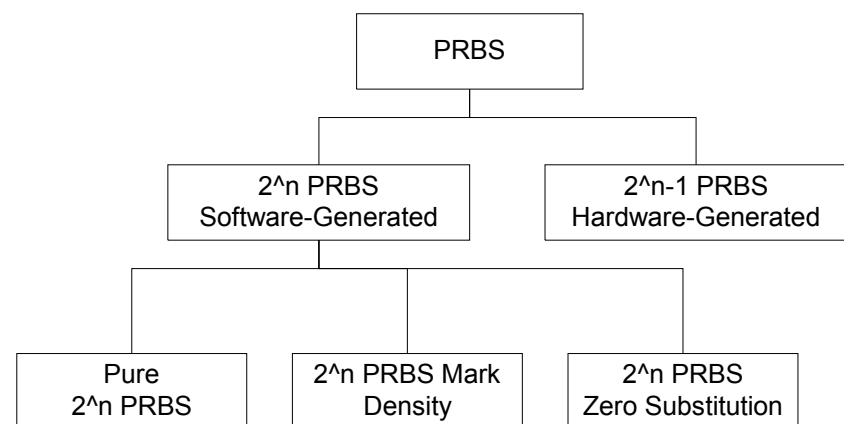 PRBS
2^n PRBS
Software-Generated
2^n-1 PRBS
Hardware-Generated
Pure
2^n PRBS
2^n PRBS Mark
Density
2^n PRBS
Zero Substitution